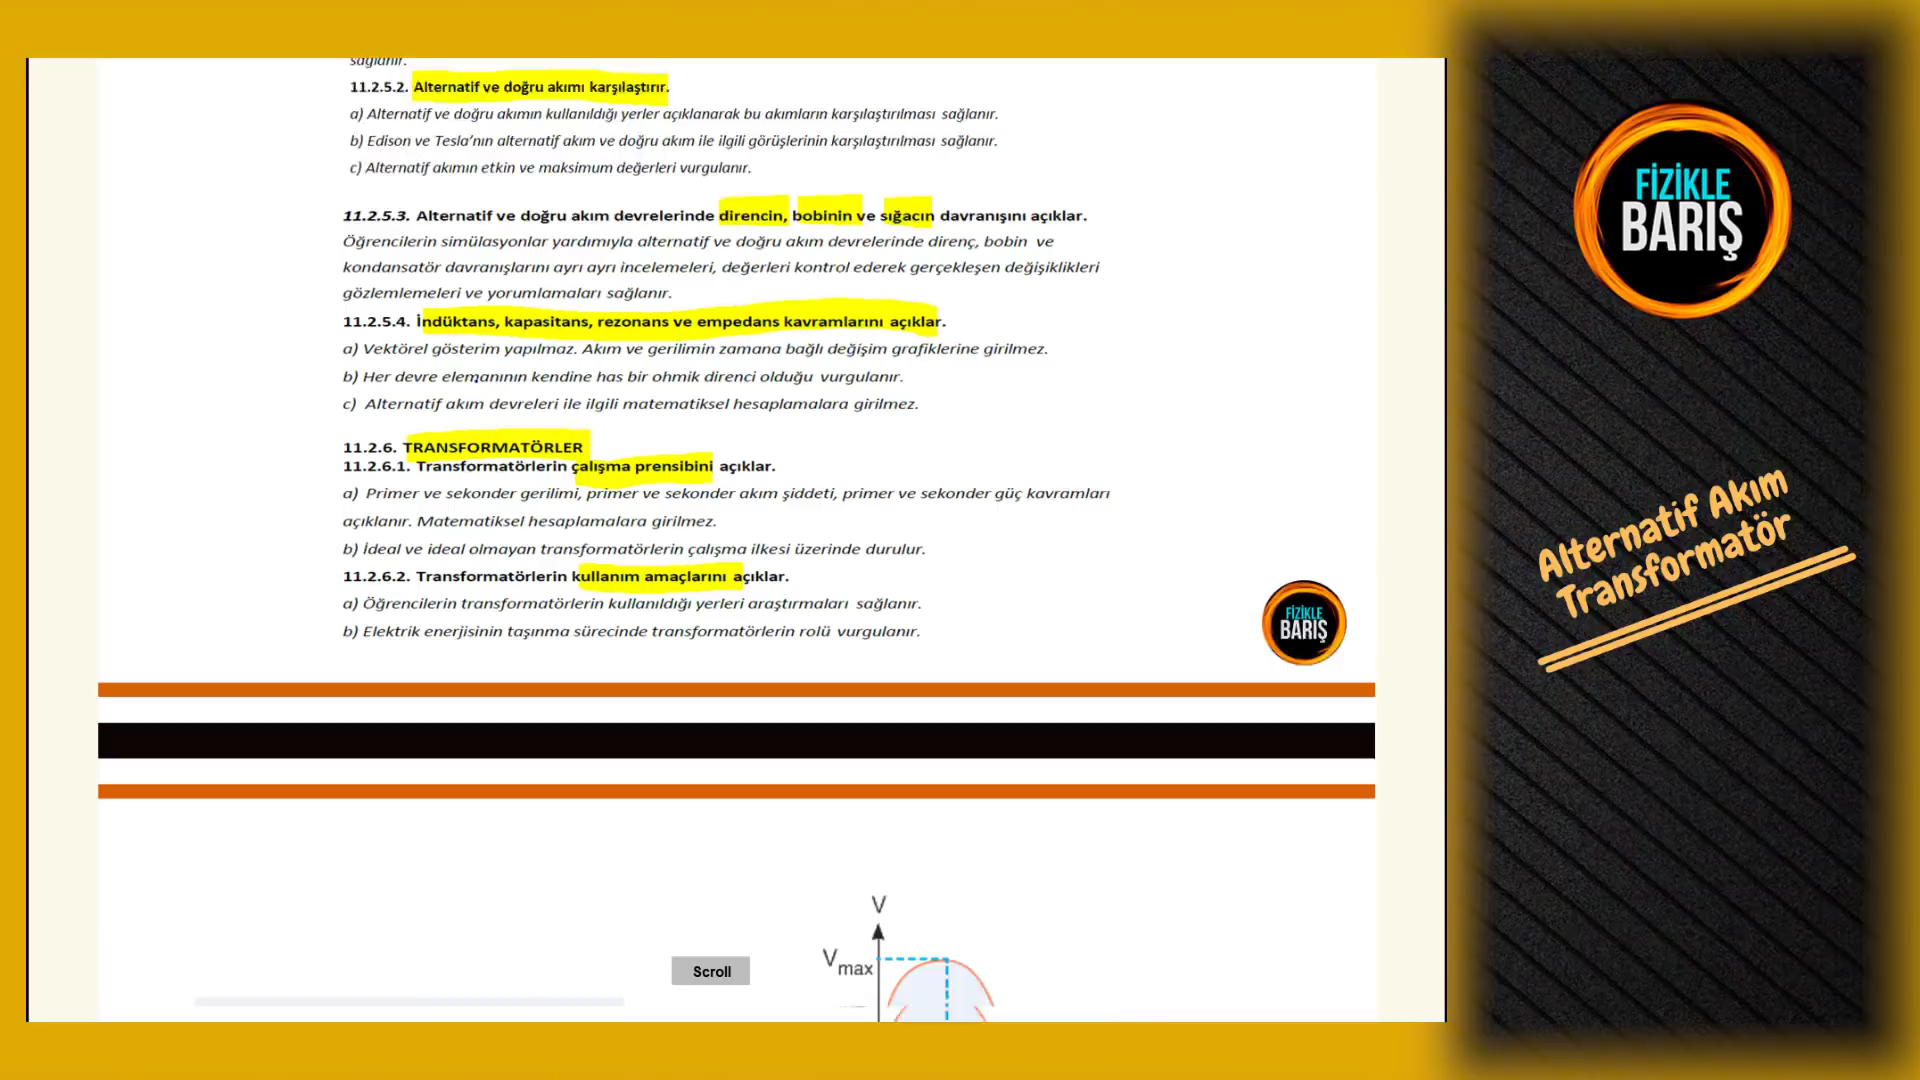 sağlanır.
11.2.5.2. Alternatif ve doğru akımı karşılaştırır.
a) Alternatif ve doğru akımın kullanıldığı yerler açıklanarak bu akımların karşılaştırılması sağlanır.
b) Edison ve Tesla'nın alternatif akım ve doğru akım ile ilgili görüşlerinin karşılaştırılması sağlanır.
c) Alternatif akımın etkin ve maksimum değerleri vurgulanır.
11.2.5.3. Alternatif ve doğru akım devrelerinde direncin, bobinin ve sığacın davranışını açıklar.
Öğrencilerin simülasyonlar yardımıyla alternatif ve doğru akım devrelerinde direnç, bobin ve
kondansatör davranışlarını ayrı ayrı incelemeleri, değerleri kontrol ederek gerçekleşen değişiklikleri
gözlemlemeleri ve yorumlamaları sağlanır.
11.2.5.4. İndüktans, kapasitans, rezonans ve empedans kavramlarını açıklar.
a) Vektörel gösterim yapılmaz. Akım ve gerilimin zamana bağlı değişim grafiklerine girilmez.
b) Her devre elemanının kendine has bir ohmik direnci olduğu vurgulanır.
c) Alternatif akım devreleri ile ilgili matematiksel hesaplamalara girilmez.
11.2.6. TRANSFORMATÖRLER
11.2.6.1. Transformatörlerin çalışma prensibini açıklar.
a) Primer ve sekonder gerilimi, primer ve sekonder akım şiddeti, primer ve sekonder güç kavramları
açıklanır. Matematiksel hesaplamalara girilmez.
b) İdeal ve ideal olmayan transformatörlerin çalışma ilkesi üzerinde durulur.
11.2.6.2. Transformatörlerin kullanım amaçlarını açıklar.
a) Öğrencilerin transformatörlerin kullanıldığı yerleri araştırmaları sağlanır.
b) Elektrik enerjisinin taşınma sürecinde transformatörlerin rolü vurgulanır.
FİZİKLE
BARIŞ
V
Vmax
Scroll
FİZİKLE
BARIŞ
Alternatif Akım
Transformatör